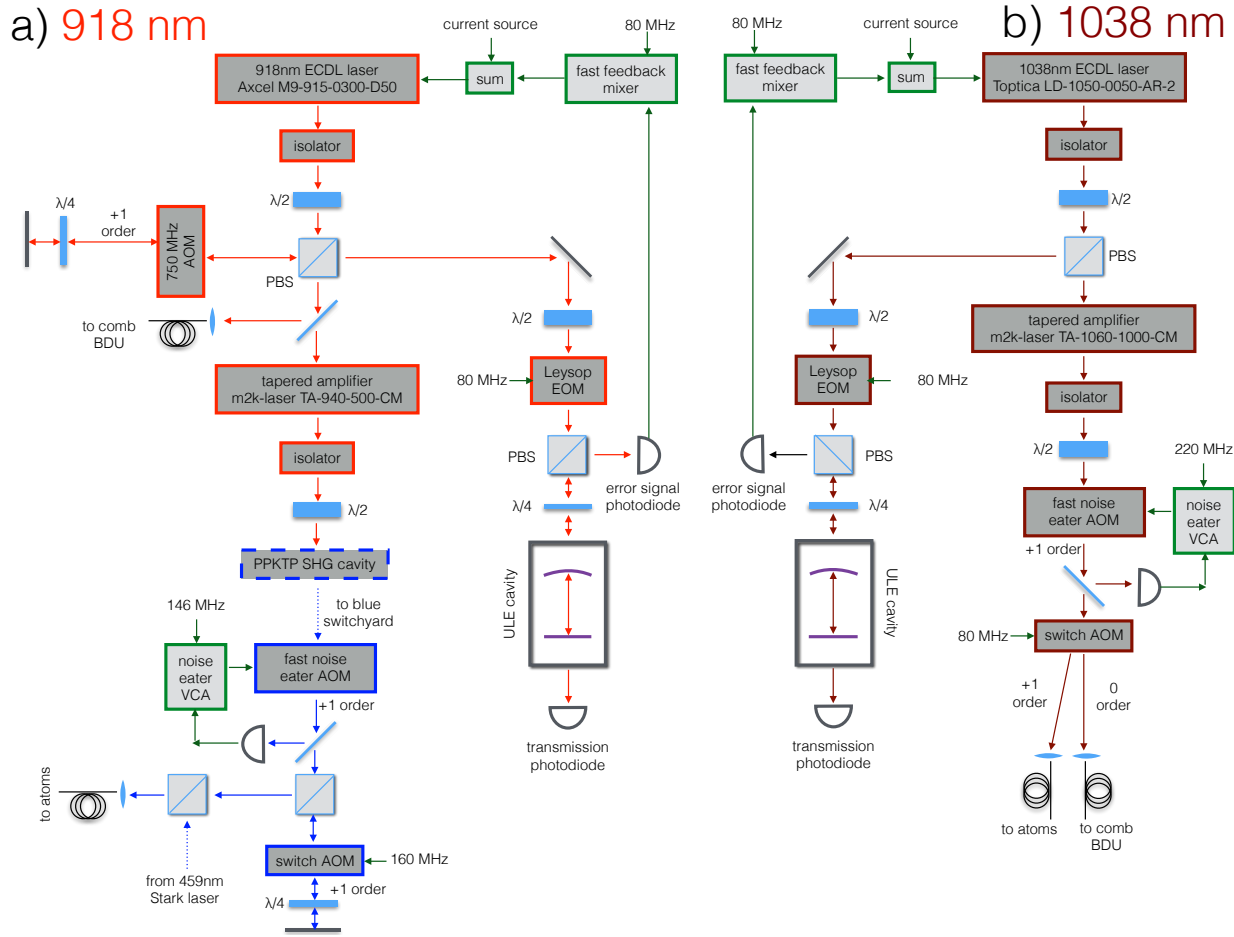 a) 918 nm
918nm ECDL laser
Axcel M9-915-0300-D50
current source
sum
80 MHz
fast feedback
mixer
isolator
λ/2
λ/4
+1
order
750 MHz
AOM
PBS
to comb
BDU
tapered amplifier
m2k-laser TA-940-500-CM
isolator
λ/2
PPKTP SHG cavity
to blue
switchyard
146 MHz
noise
eater
VCA
fast noise
eater AOM
+1 order
to atoms
from 459nm
Stark laser
switch AOM
160 MHz
+1 order
λ/4
λ/2
80 MHz
Leysop
EOM
PBS
error signal
photodiode
λ/4
ULE cavity
transmission
photodiode
b) 1038 nm
80 MHz
fast feedback
mixer
current source
sum
1038nm ECDL laser
Toptica LD-1050-0050-AR-2
isolator
λ/2
PBS
tapered amplifier
m2k-laser TA-1060-1000-CM
isolator
λ/2
220 MHz
fast noise
eater AOM
noise
eater
VCA
+1 order
80 MHz
switch AOM
+1
order
0
order
to atoms
to comb
BDU
λ/2
Leysop
EOM
80 MHz
PBS
error signal
photodiode
λ/4
ULE cavity
transmission
photodiode